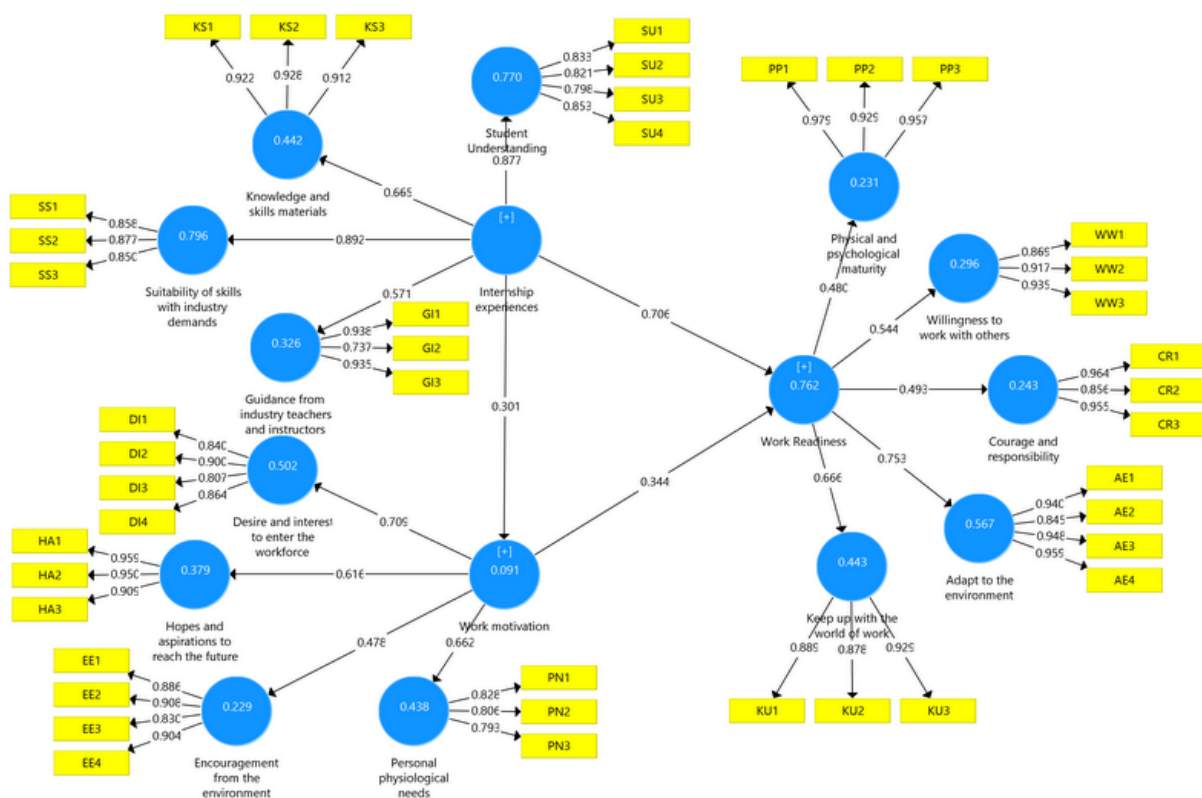 KS1 KS2 KS3
0.922 0.928 0.912
0.442
Knowledge and
skills materials
0.665
SU1
SU2
SU3
SU4
0.833
0.821
0.798
0.853
0.770
Student
Understanding
0.877
PP1 PP2 PP3
0.979 0.929 0.957
0.231
Physical and
psychological
maturity
0.480
SS1
SS2
SS3
0.858
0.877
0.850
0.796
Suitability of skills
with industry
demands
0.892
[+]
Internship
experiences
WW1
WW2
WW3
0.869
0.917
0.935
0.296
Willingness to
work with others
0.544
0.571
GI1
GI2
GI3
0.938
0.737
0.935
0.326
Guidance from
industry teachers
and instructors
0.706
0.301
[+]
0.762
Work Readiness
0.493
CR1
CR2
CR3
0.964
0.856
0.955
0.243
Courage and
responsibility
DI1
DI2
DI3
DI4
0.840
0.900
0.807
0.864
0.502
Desire and interest
to enter the
workforce
0.709
0.344
0.753
AE1
AE2
AE3
AE4
0.940
0.845
0.948
0.955
0.567
Adapt to the
environment
0.666
HA1
HA2
HA3
0.959
0.950
0.909
0.379
Hopes and
aspirations to
reach the future
0.616
[+]
0.091
Work motivation
0.443
Keep up with the
world of work
0.889 0.878 0.929
KU1 KU2 KU3
EE1
EE2
EE3
EE4
0.886
0.908
0.830
0.904
0.229
Encouragement
from the
environment
0.478
0.662
0.438
Personal
physiological
needs
0.828
0.806
0.793
PN1
PN2
PN3